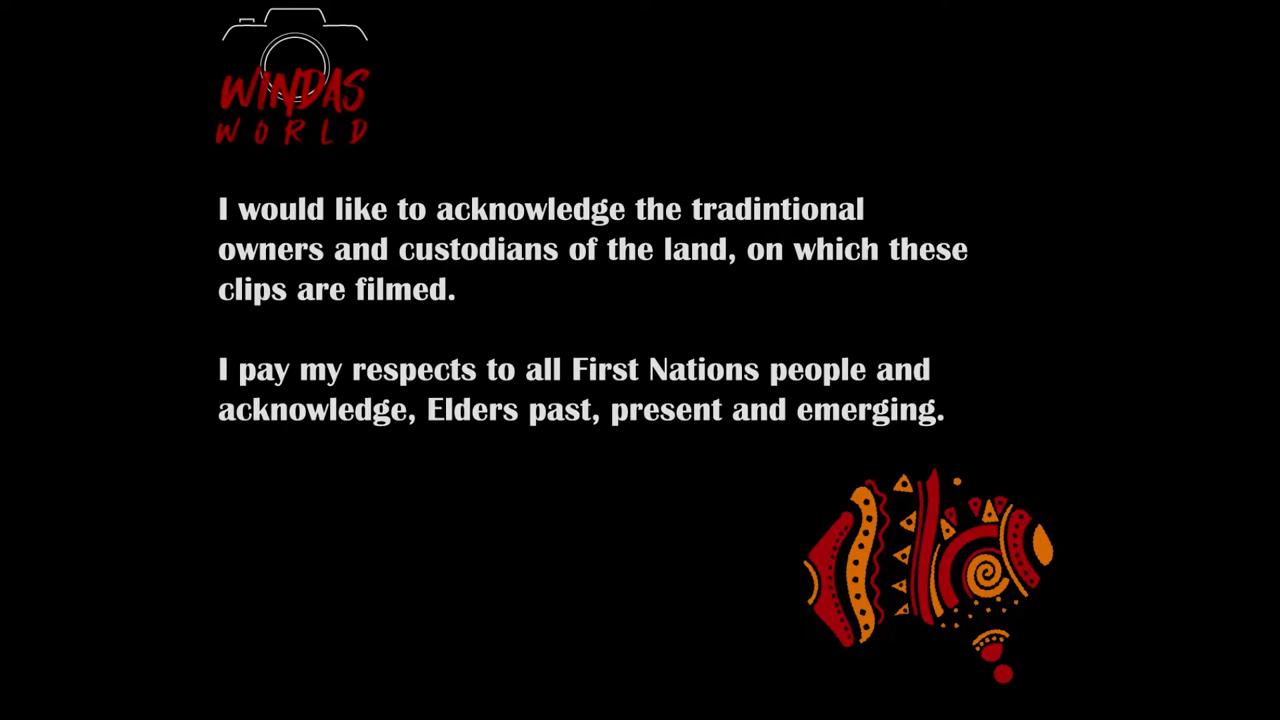 WINDAS
WORLD
I would like to acknowledge the tradintional
owners and custodians of the land, on which these
clips are filmed.
I pay my respects to all First Nations people and
acknowledge, Elders past, present and emerging.